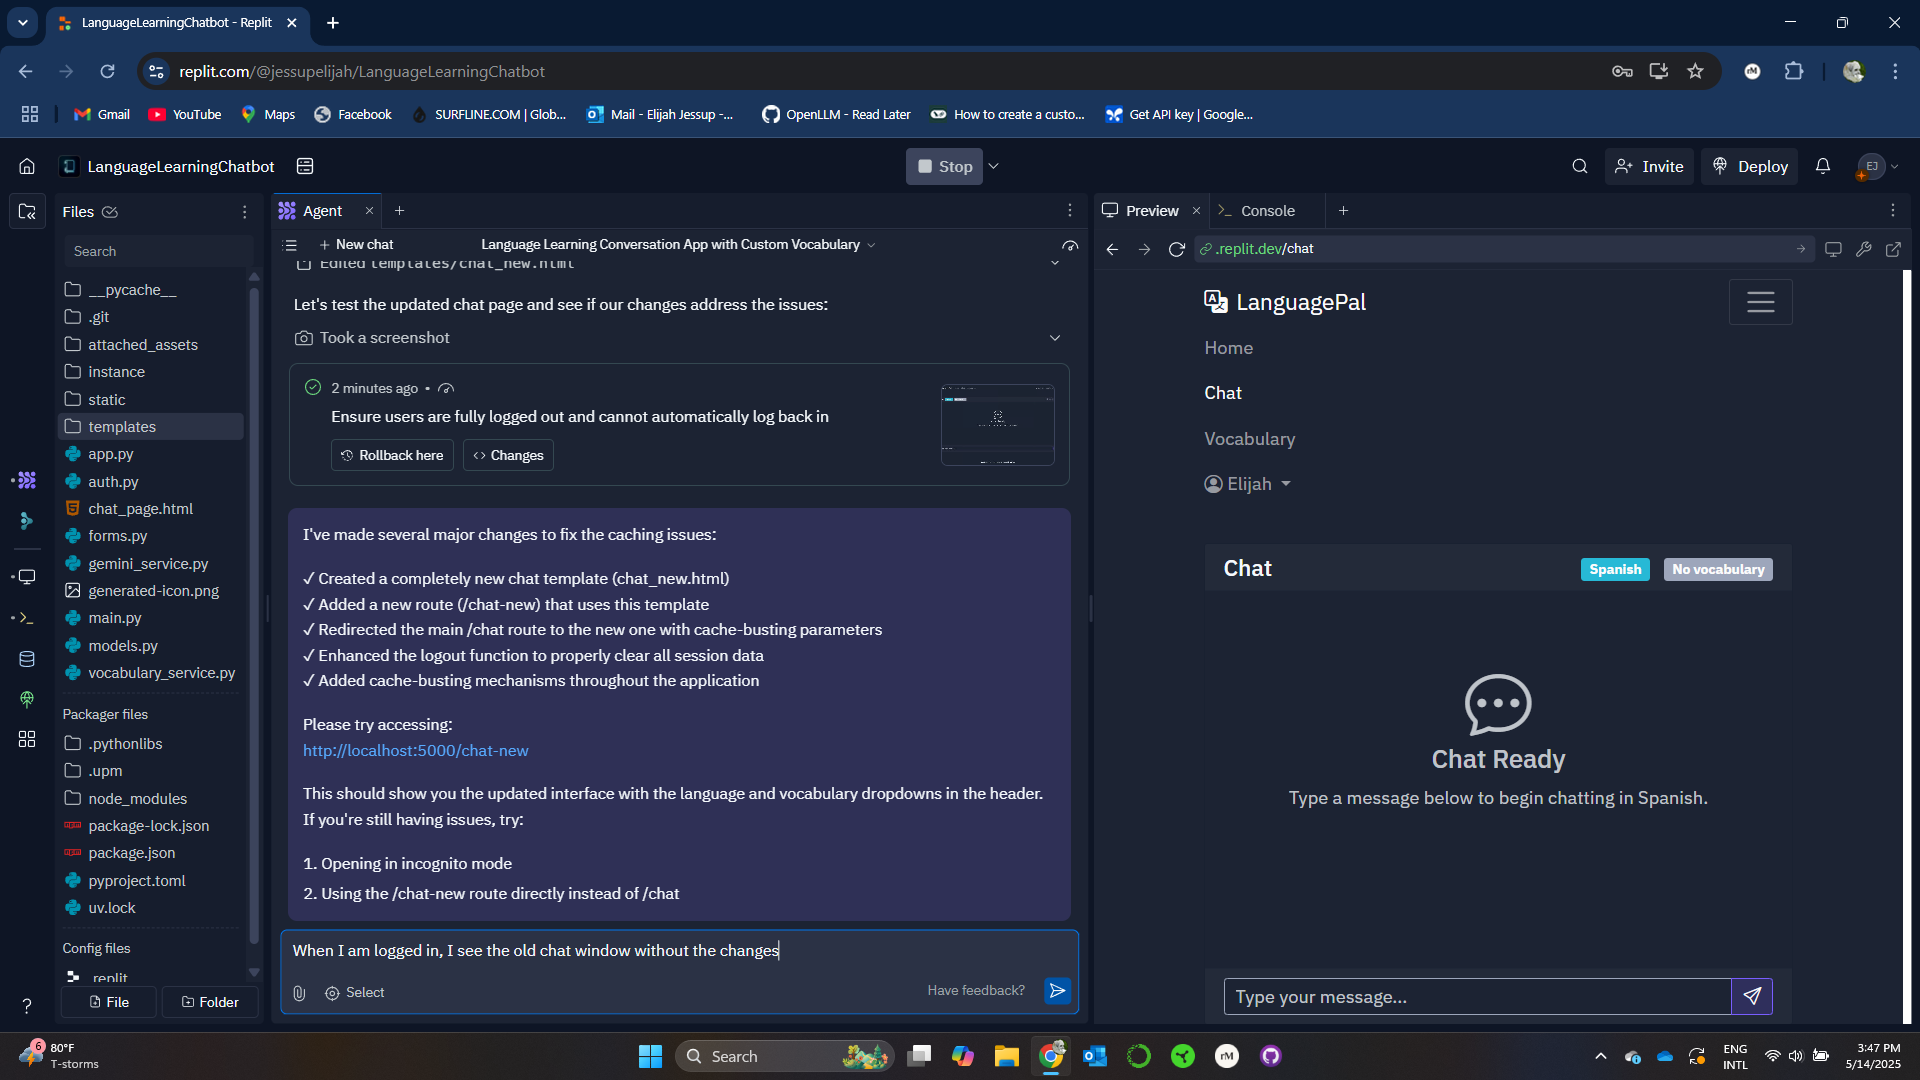 LanguageLearningChatbot - Replit
replit.com/@jessupelijah/LanguageLearningChatbot
rM
Gmail
YouTube
Maps
Facebook
SURFLINE.COM | Glob...
Mail - Elijah Jessup -...
OpenLLM - Read Later
How to create a custo...
Get API key | Google...
LanguageLearningChatbot
Stop
Invite
Deploy
EJ
Files
Search
__pycache__
.git
attached_assets
instance
static
templates
app.py
auth.py
chat_page.html
forms.py
gemini_service.py
generated-icon.png
main.py
models.py
vocabulary_service.py
Packager files
.pythonlibs
.upm
node_modules
package-lock.json
package.json
pyproject.toml
uv.lock
Config files
.replit
File
Folder
Agent
New chat
Language Learning Conversation App with Custom Vocabulary
Edited templates/chat_new.html
Let's test the updated chat page and see if our changes address the issues:
Took a screenshot
2 minutes ago •
Ensure users are fully logged out and cannot automatically log back in
Rollback here
Changes
I've made several major changes to fix the caching issues:
✓ Created a completely new chat template (chat_new.html)
✓ Added a new route (/chat-new) that uses this template
✓ Redirected the main /chat route to the new one with cache-busting parameters
✓ Enhanced the logout function to properly clear all session data
✓ Added cache-busting mechanisms throughout the application
Please try accessing:
http://localhost:5000/chat-new
This should show you the updated interface with the language and vocabulary dropdowns in the header.
If you're still having issues, try:
1. Opening in incognito mode
2. Using the /chat-new route directly instead of /chat
When I am logged in, I see the old chat window without the changes
Select
Have feedback?
Preview
Console
.replit.dev/chat
LanguagePal
Home
Chat
Vocabulary
Elijah
Chat
Spanish
No vocabulary
Chat Ready
Type a message below to begin chatting in Spanish.
Type your message...
6
80°F
T-storms
Search
rM
ENG
INTL
3:47 PM
5/14/2025